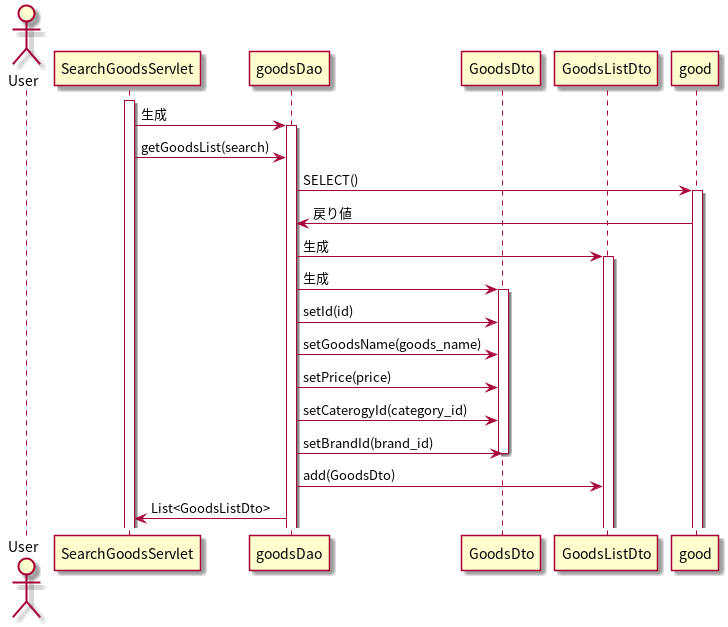 User
SearchGoodsServlet
goodsDao
GoodsDto
GoodsListDto
good
生成
getGoodsList(search)
SELECT()
戻り値
生成
生成
setId(id)
setGoodsName(goods_name)
setPrice(price)
setCaterogyId(category_id)
setBrandId(brand_id)
add(GoodsDto)
List<GoodsListDto>
User
SearchGoodsServlet
goodsDao
GoodsDto
GoodsListDto
good